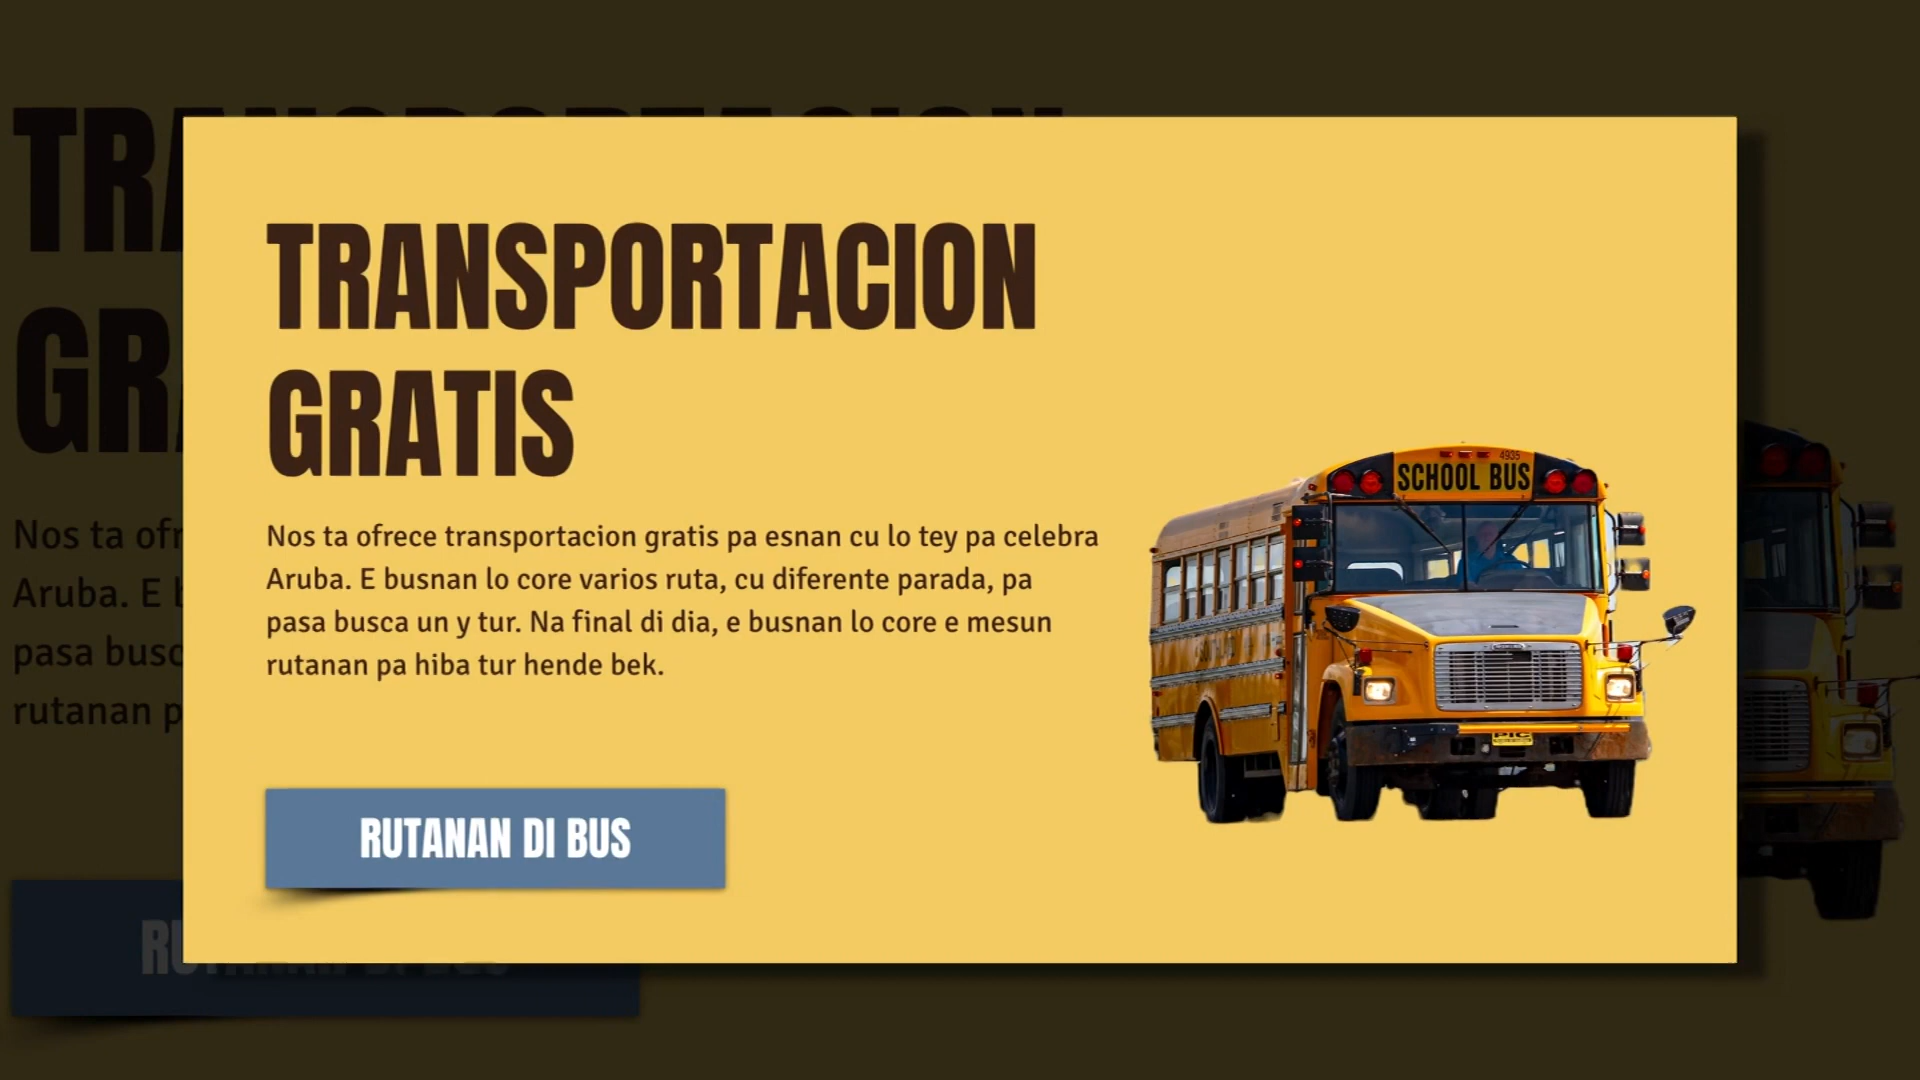 TRANSPORTACION
GRATIS
Nos ta ofrece transportacion gratis pa esnan cu lo tey pa celebra
Aruba. E busnan lo core varios ruta, cu diferente parada, pa
pasa busca un y tur. Na final di dia, e busnan lo core e mesun
rutanan pa hiba tur hende bek.
RUTANAN DI BUS
4935
SCHOOL BUS